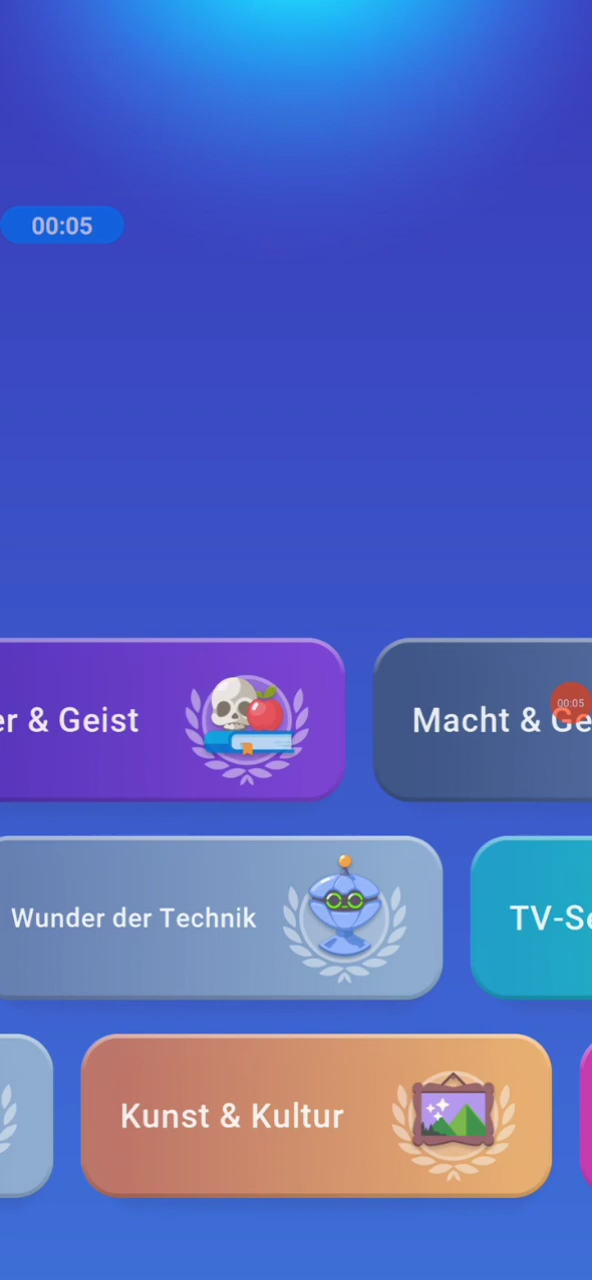 00:05
er & Geist
Macht & Ge
00:05
Wunder der Technik
TV-Se
Kunst & Kultur